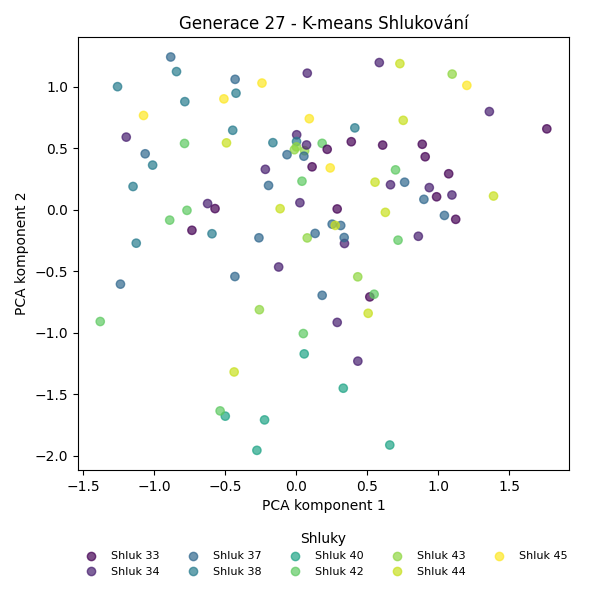 Generace 27 - K-means Shlukování
PCA komponent 2
1.0
0.5
0.0
−0.5
−1.0
−1.5
−2.0
−1.5 −1.0 −0.5 0.0 0.5 1.0 1.5
PCA komponent 1
Shluky
Shluk 33 Shluk 37 Shluk 40 Shluk 43 Shluk 45
Shluk 34 Shluk 38 Shluk 42 Shluk 44